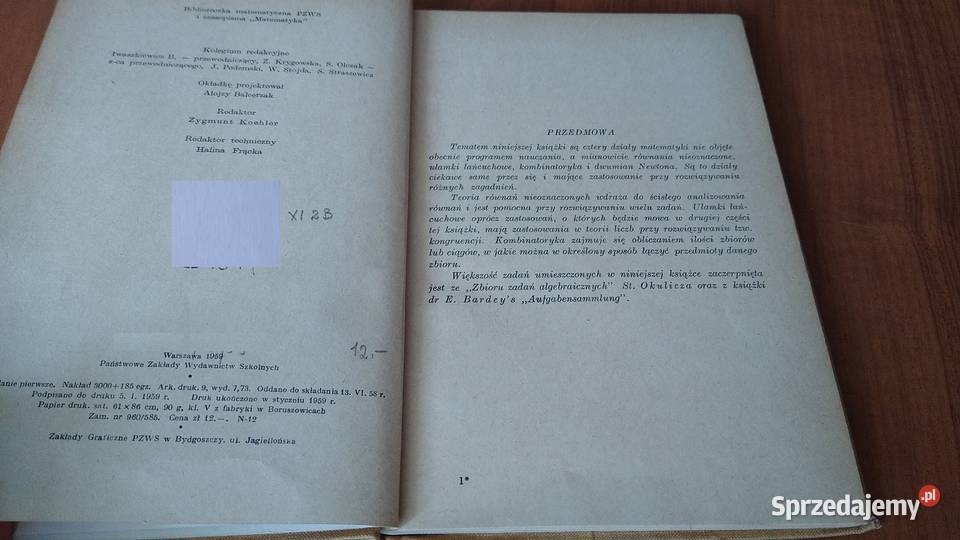 Biblioteczka matematyczna PZWS
i czasopisma „Matematyka"
Kolegium redakcyjne
Iwaszkiewicz B. — przewodniczący, Z. Krygowska, S. Olczak —
z-ca przewodniczącego, J. Podemski, W. Stojda, S. Straszewicz
Okładkę projektował
Alojzy Balcerzak
Redaktor
Zygmunt Koehler
Redaktor techniczny
Halina Frącka
XI 2B
12.-
Warszawa 1959
Państwowe Zakłady Wydawnictw Szkolnych
anie pierwsze. Nakład 3000+185 egz. Ark. druk. 9, wyd. 7,73. Oddano do składania 13. VI. 58 r.
Podpisano do druku 5. I. 1959 r. Druk ukończono w styczniu 1959 r.
Papier druk. sat. 61×86 cm, 90 g, kl. V z fabryki w Boruszowicach
Zam. nr 960/585. Cena zł 12.—. N-12
Zakłady Graficzne PZWS w Bydgoszczy, ul. Jagiellońska
PRZEDMOWA
Tematem niniejszej książki są cztery działy matematyki nie objęte
obecnie programem nauczania, a mianowicie równania nieoznaczone,
ułamki łańcuchowe, kombinatoryka i dwumian Newtona. Są to działy
ciekawe same przez się i mające zastosowanie przy rozwiązywaniu
różnych zagadnień.
Teoria równań nieoznaczonych wdraża do ścisłego analizowania
równań i jest pomocna przy rozwiązywaniu wielu zadań. Ułamki łań-
cuchowe oprócz zastosowań, o których będzie mowa w drugiej części
tej książki, mają zastosowania w teorii liczb przy rozwiązywaniu tzw.
kongruencji. Kombinatoryka zajmuje się obliczaniem ilości zbiorów
lub ciągów, w jakie można w określony sposób łączyć przedmioty danego
zbioru.
Większość zadań umieszczonych w niniejszej książce zaczerpnięta
jest ze „Zbioru zadań algebraicznych" St. Okulicza oraz z książki
dr E. Bardey's „Aufgabensammlung".
1*
Sprzedajemy.pl